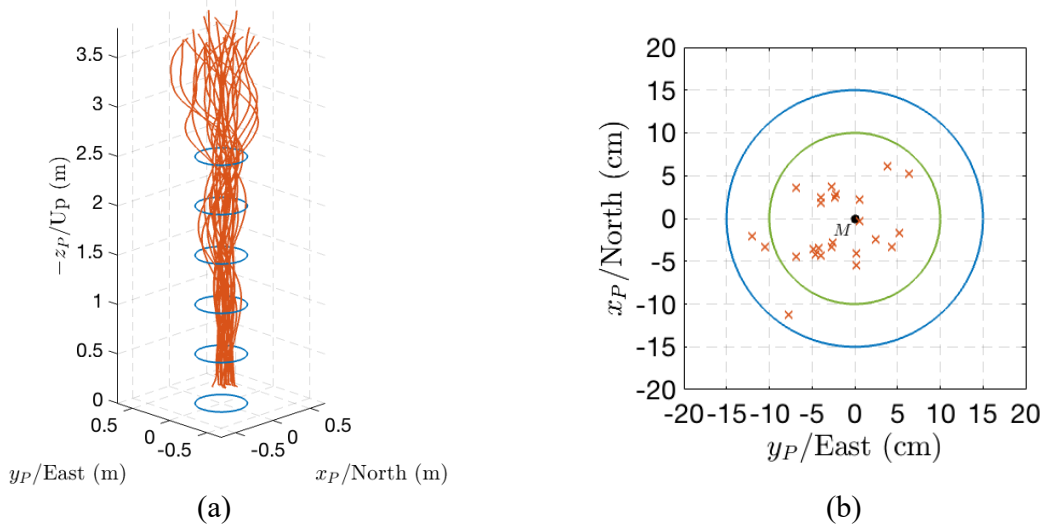 3.5
3
2.5
2
1.5
1
0.5
0
−z_P/Up (m)
0.5
0
-0.5
-0.5
0
0.5
y_P/East (m)
x_P/North (m)
(a)
20
15
10
5
0
-5
-10
-15
-20
x_P/North (cm)
M
-20 -15 -10 -5 0 5 10 15 20
y_P/East (cm)
(b)